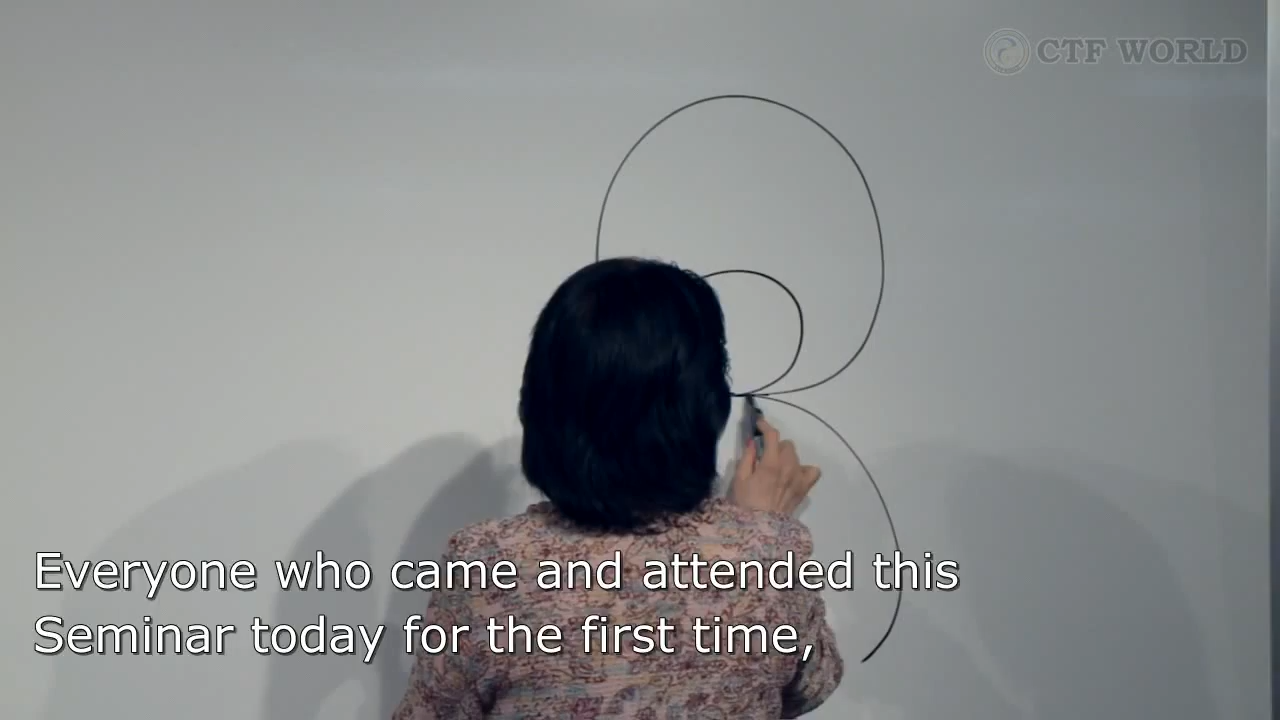 CTF WORLD
Everyone who came and attended this
Seminar today for the first time,